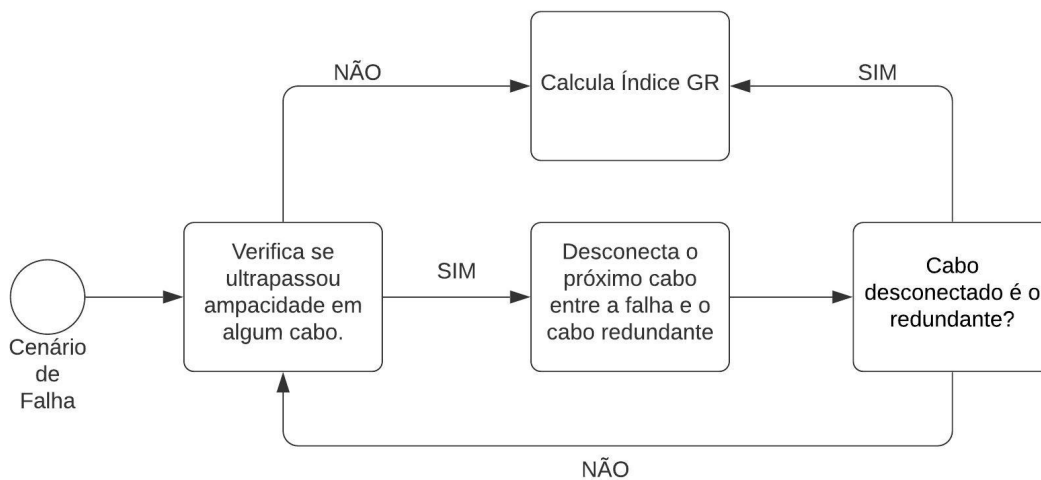 NÃO
Calcula Índice GR
SIM
Cenário
de
Falha
Verifica se
ultrapassou
ampacidade em
algum cabo.
SIM
Desconecta o
próximo cabo
entre a falha e o
cabo redundante
Cabo
desconectado é o
redundante?
NÃO